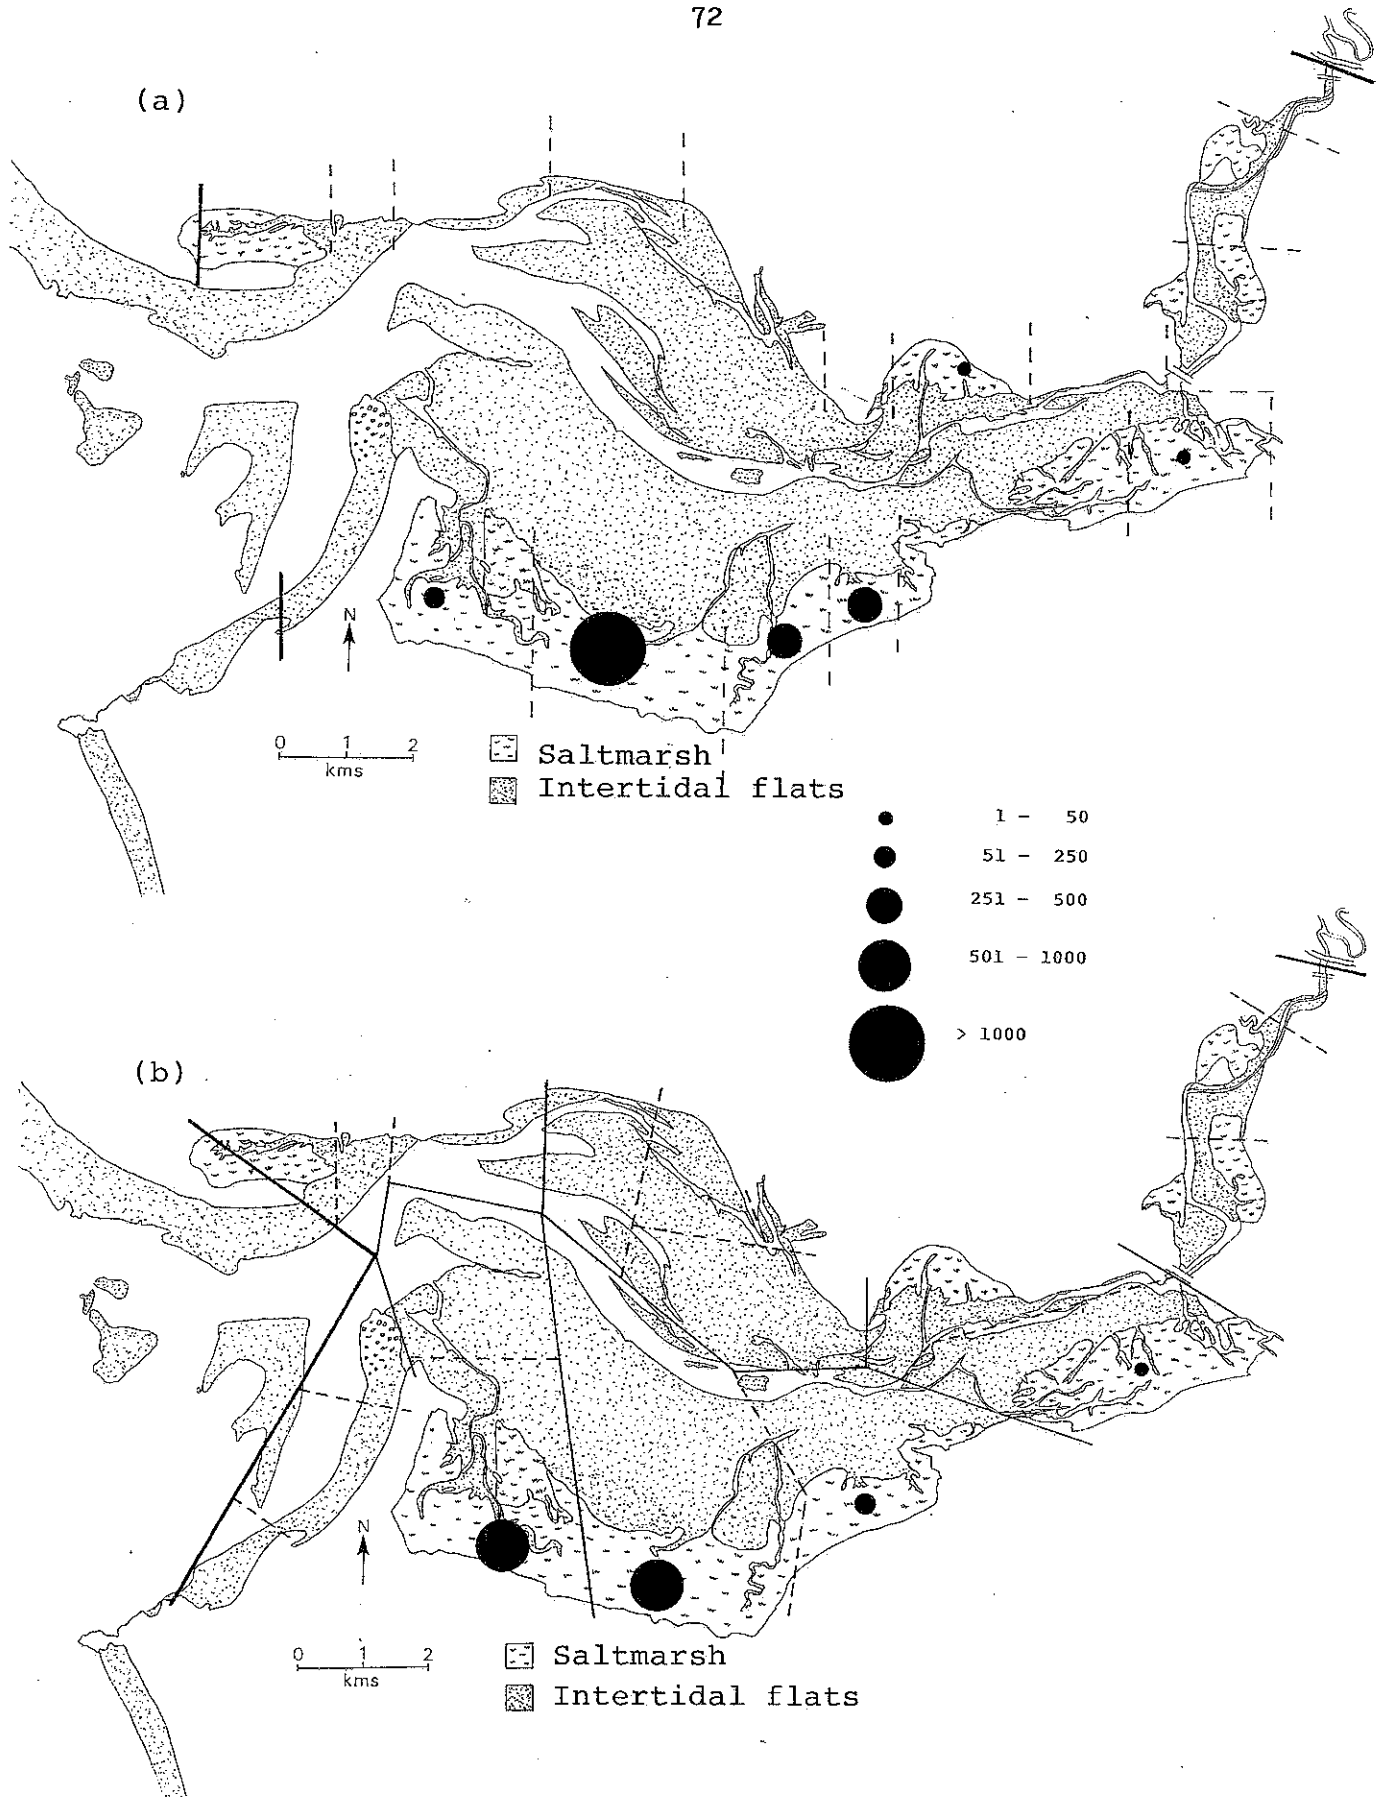 72
(a)
N
0 1 2
kms
Saltmarsh
Intertidal flats
1 - 50
51 - 250
251 - 500
501 - 1000
> 1000
(b)
N
0 1 2
kms
Saltmarsh
Intertidal flats